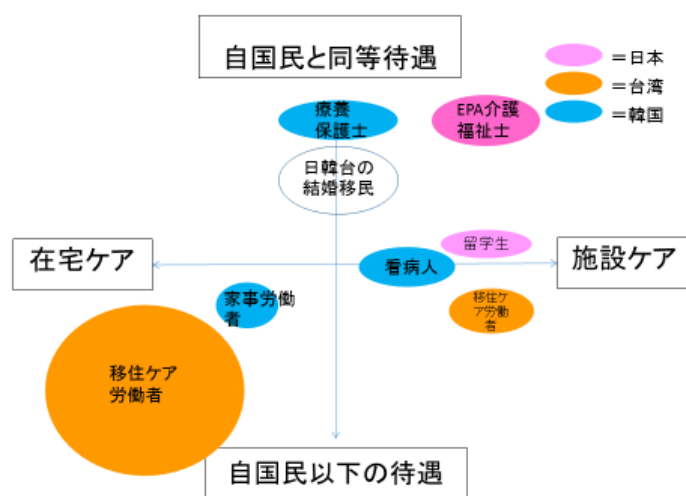 自国民と同等待遇
＝日本
＝台湾
＝韓国
療養
保護士
EPA介護
福祉士
日韓台の
結婚移民
在宅ケア
留学生
看病人
施設ケア
家事労働
者
移住ケ
ア労働
者
移住ケア
労働者
自国民以下の待遇